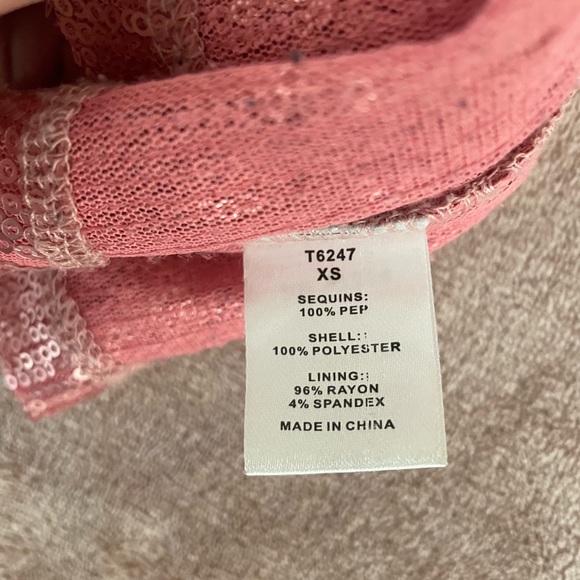 T6247
XS
SEQUINS:
100% PEP
SHELL:
100% POLYESTER
LINING:
96% RAYON
4% SPANDEX
MADE IN CHINA